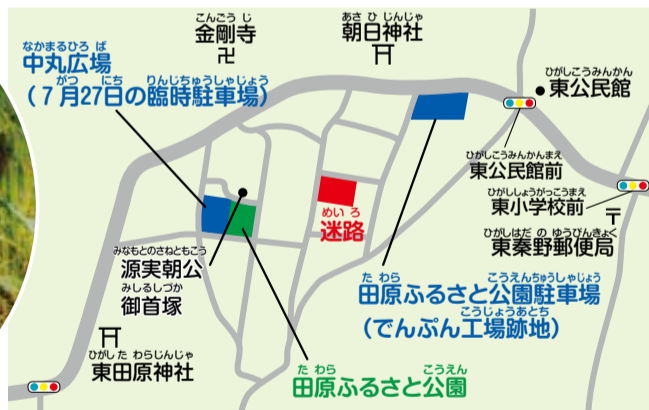 こんごうじ
金剛寺
あさひじんじゃ
朝日神社
なかまるひろば
中丸広場
がつ にち りんじちゅうしゃじょう
(7月27日の臨時駐車場)
ひがしこうみんかん
東公民館
ひがしこうみんかんまえ
東公民館前
ひがししょうがっこうまえ
東小学校前
ひがしはだのゆうびんきょく
東秦野郵便局
めいろ
迷路
みなもとのさねともこう
源実朝公
みしるしづか
御首塚
たわら こうえんちゅうしゃじょう
田原ふるさと公園駐車場
こうじょうあとち
(でんぷん工場跡地)
ひがしたわらじんじゃ
東田原神社
たわら こうえん
田原ふるさと公園